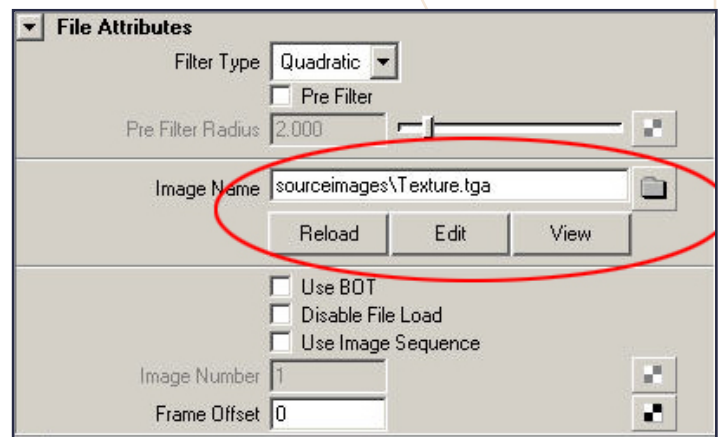 File Attributes
Filter Type Quadratic
Pre Filter
Pre Filter Radius 2.000
Image Name sourceimages\Texture.tga
Reload Edit View
Use BOT
Disable File Load
Use Image Sequence
Image Number 1
Frame Offset 0